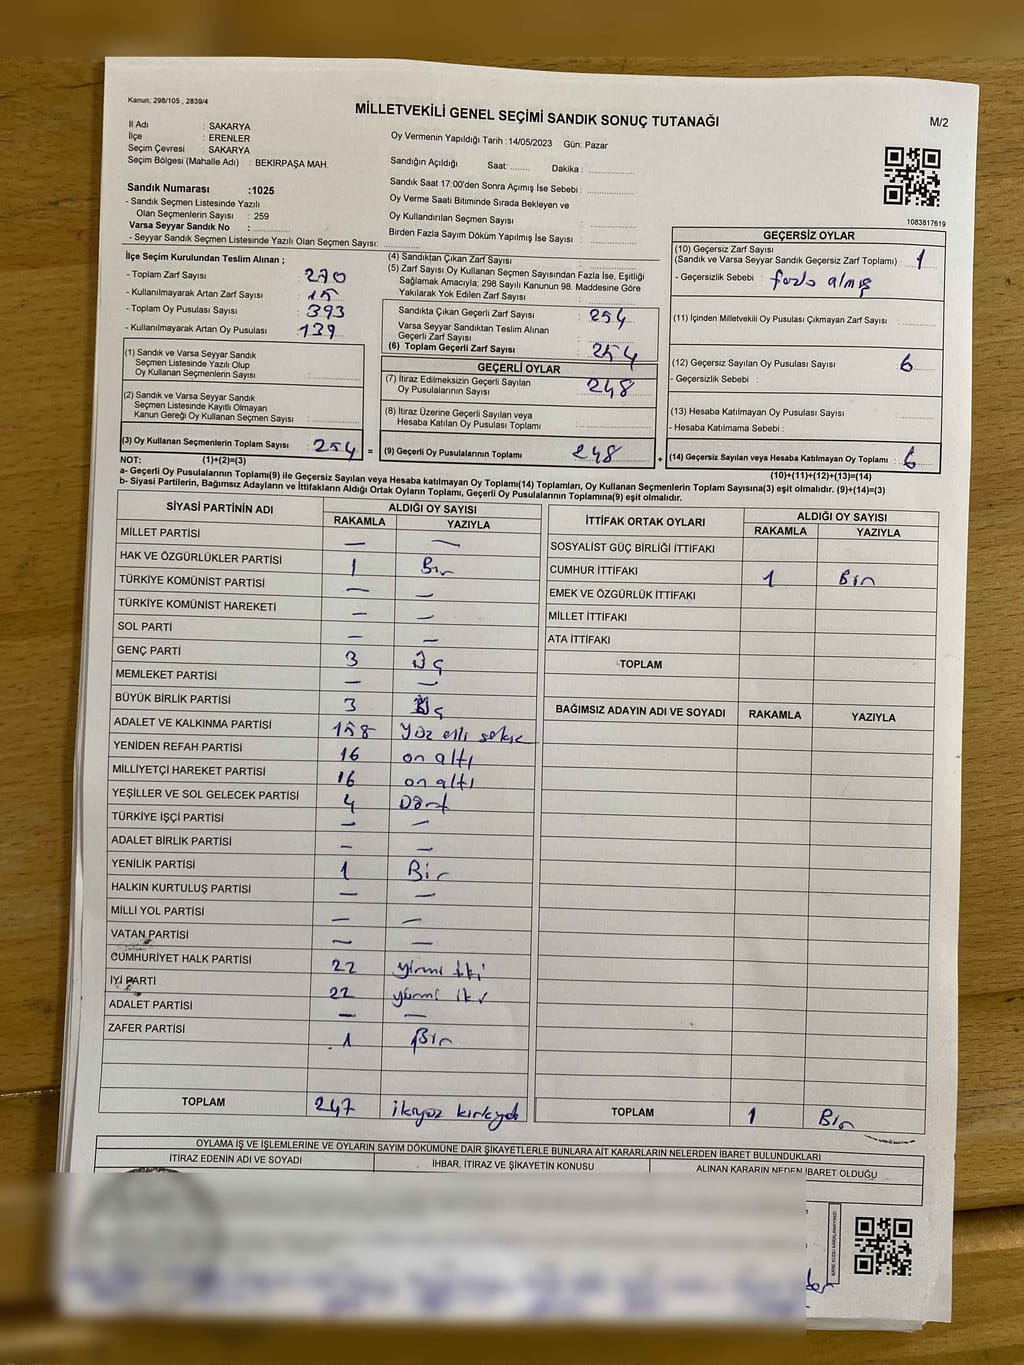 Kanun; 298/105 , 2839/4
MİLLETVEKİLİ GENEL SEÇİMİ SANDIK SONUÇ TUTANAĞI
M/2
İl Adı : SAKARYA
İlçe : ERENLER
Seçim Çevresi : SAKARYA
Seçim Bölgesi (Mahalle Adı) : BEKİRPAŞA MAH.
Sandık Numarası :1025
- Sandık Seçmen Listesinde Yazılı
Olan Seçmenlerin Sayısı : 259
Varsa Seyyar Sandık No :
- Seyyar Sandık Seçmen Listesinde Yazılı Olan Seçmen Sayısı:
Oy Vermenin Yapıldığı Tarih :14/05/2023 Gün: Pazar
Sandığın Açıldığı Saat: Dakika :
Sandık Saat 17:00'den Sonra Açımış İse Sebebi :
Oy Verme Saati Bitiminde Sırada Bekleyen ve
Oy Kullandırılan Seçmen Sayısı :
Birden Fazla Sayım Döküm Yapılmış İse Sayısı :
1083817619
İlçe Seçim Kurulundan Teslim Alınan ;
- Toplam Zarf Sayısı : 270
- Kullanılmayarak Artan Zarf Sayısı : 15
- Toplam Oy Pusulası Sayısı : 393
- Kullanılmayarak Artan Oy Pusulası : 139
(1) Sandık ve Varsa Seyyar Sandık
Seçmen Listesinde Yazılı Olup
Oy Kullanan Seçmenlerin Sayısı :
(2) Sandık ve Varsa Seyyar Sandık
Seçmen Listesinde Kayıtlı Olmayan
Kanun Gereği Oy Kullanan Seçmen Sayısı :
(3) Oy Kullanan Seçmenlerin Toplam Sayısı : 254 =
(4) Sandıktan Çıkan Zarf Sayısı :
(5) Zarf Sayısı Oy Kullanan Seçmen Sayısından Fazla İse, Eşitliği
Sağlamak Amacıyla; 298 Sayılı Kanunun 98. Maddesine Göre
Yakılarak Yok Edilen Zarf Sayısı :
Sandıkta Çıkan Geçerli Zarf Sayısı : 254
Varsa Seyyar Sandıktan Teslim Alınan
Geçerli Zarf Sayısı :
(6) Toplam Geçerli Zarf Sayısı : 254
GEÇERLİ OYLAR
(7) İtiraz Edilmeksizin Geçerli Sayılan
Oy Pusulalarının Sayısı : 248
(8) İtiraz Üzerine Geçerli Sayılan veya
Hesaba Katılan Oy Pusulası Toplamı :
(9) Geçerli Oy Pusulalarının Toplamı 248 +
GEÇERSİZ OYLAR
(10) Geçersiz Zarf Sayısı
(Sandık ve Varsa Seyyar Sandık Geçersiz Zarf Toplamı) : 1
- Geçersizlik Sebebi : fazla almış
(11) İçinden Milletvekili Oy Pusulası Çıkmayan Zarf Sayısı :
(12) Geçersiz Sayılan Oy Pusulası Sayısı : 6
- Geçersizlik Sebebi :
(13) Hesaba Katılmayan Oy Pusulası Sayısı :
- Hesaba Katılmama Sebebi :
(14) Geçersiz Sayılan veya Hesaba Katılmayan Oy Toplamı : 6
NOT: (1)+(2)=(3)
(10)+(11)+(12)+(13)=(14)
a- Geçerli Oy Pusulalarının Toplamı(9) ile Geçersiz Sayılan veya Hesaba katılmayan Oy Toplamı(14) Toplamları, Oy Kullanan Seçmenlerin Toplam Sayısına(3) eşit olmalıdır. (9)+(14)=(3)
b- Siyasi Partilerin, Bağımsız Adayların ve İttifakların Aldığı Ortak Oyların Toplamı, Geçerli Oy Pusulalarının Toplamına(9) eşit olmalıdır.
SİYASİ PARTİNİN ADI ALDIĞI OY SAYISI
RAKAMLA YAZIYLA
MİLLET PARTİSİ — —
HAK VE ÖZGÜRLÜKLER PARTİSİ 1 Bir
TÜRKİYE KOMÜNİST PARTİSİ — —
TÜRKİYE KOMÜNİST HAREKETİ — —
SOL PARTİ — —
GENÇ PARTİ 3 Üç
MEMLEKET PARTİSİ — —
BÜYÜK BİRLİK PARTİSİ 3 Üç
ADALET VE KALKINMA PARTİSİ 158 Yüz elli sekiz
YENİDEN REFAH PARTİSİ 16 on altı
MİLLİYETÇİ HAREKET PARTİSİ 16 on altı
YEŞİLLER VE SOL GELECEK PARTİSİ 4 Dört
TÜRKİYE İŞÇİ PARTİSİ — —
ADALET BİRLİK PARTİSİ — —
YENİLİK PARTİSİ 1 Bir
HALKIN KURTULUŞ PARTİSİ — —
MİLLİ YOL PARTİSİ — —
VATAN PARTİSİ — —
CUMHURİYET HALK PARTİSİ 22 yirmi iki
İYİ PARTİ 22 yirmi iki
ADALET PARTİSİ — —
ZAFER PARTİSİ 1 Bir
TOPLAM 247 ikiyüz kırkyedi
İTTİFAK ORTAK OYLARI ALDIĞI OY SAYISI
RAKAMLA YAZIYLA
SOSYALİST GÜÇ BİRLİĞİ İTTİFAKI
CUMHUR İTTİFAKI 1 Bir
EMEK VE ÖZGÜRLÜK İTTİFAKI
MİLLET İTTİFAKI
ATA İTTİFAKI
TOPLAM
BAĞIMSIZ ADAYIN ADI VE SOYADI RAKAMLA YAZIYLA
TOPLAM 1 Bir
OYLAMA İŞ VE İŞLEMLERİNE VE OYLARIN SAYIM DÖKÜMÜNE DAİR ŞİKAYETLERLE BUNLARA AİT KARARLARIN NELERDEN İBARET BULUNDUKLARI
İTİRAZ EDENİN ADI VE SOYADI İHBAR, İTİRAZ VE ŞİKAYETİN KONUSU ALINAN KARARIN NEDEN İBARET OLDUĞU